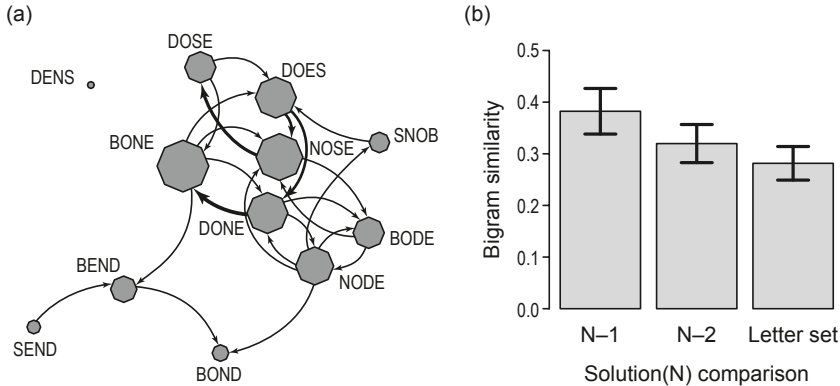 (a)
DOSE
DOES
DENS
SNOB
BONE
NOSE
DONE
BODE
BEND
NODE
SEND
BOND
(b)
Bigram similarity
0.5
0.4
0.3
0.2
0.1
0.0
N–1
N–2
Letter set
Solution(N) comparison